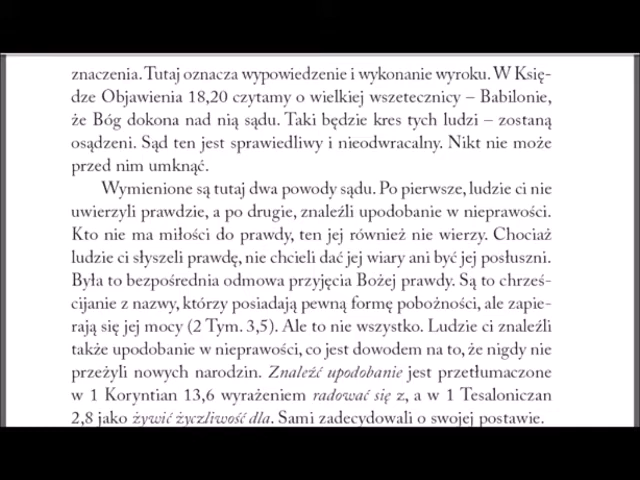 znaczenia. Tutaj oznacza wypowiedzenie i wykonanie wyroku. W Księ-
dze Objawienia 18,20 czytamy o wielkiej wszetecznicy – Babilonie,
że Bóg dokona nad nią sądu. Taki będzie kres tych ludzi – zostaną
osądzeni. Sąd ten jest sprawiedliwy i nieodwracalny. Nikt nie może
przed nim umknąć.
Wymienione są tutaj dwa powody sądu. Po pierwsze, ludzie ci nie
uwierzyli prawdzie, a po drugie, znaleźli upodobanie w nieprawości.
Kto nie ma miłości do prawdy, ten jej również nie wierzy. Chociaż
ludzie ci słyszeli prawdę, nie chcieli dać jej wiary ani być jej posłuszni.
Była to bezpośrednia odmowa przyjęcia Bożej prawdy. Są to chrześ-
cijanie z nazwy, którzy posiadają pewną formę pobożności, ale zapie-
rają się jej mocy (2 Tym. 3,5). Ale to nie wszystko. Ludzie ci znaleźli
także upodobanie w nieprawości, co jest dowodem na to, że nigdy nie
przeżyli nowych narodzin. Znaleźć upodobanie jest przetłumaczone
w 1 Koryntian 13,6 wyrażeniem radować się z, a w 1 Tesaloniczan
2,8 jako żywić życzliwość dla. Sami zadecydowali o swojej postawie.